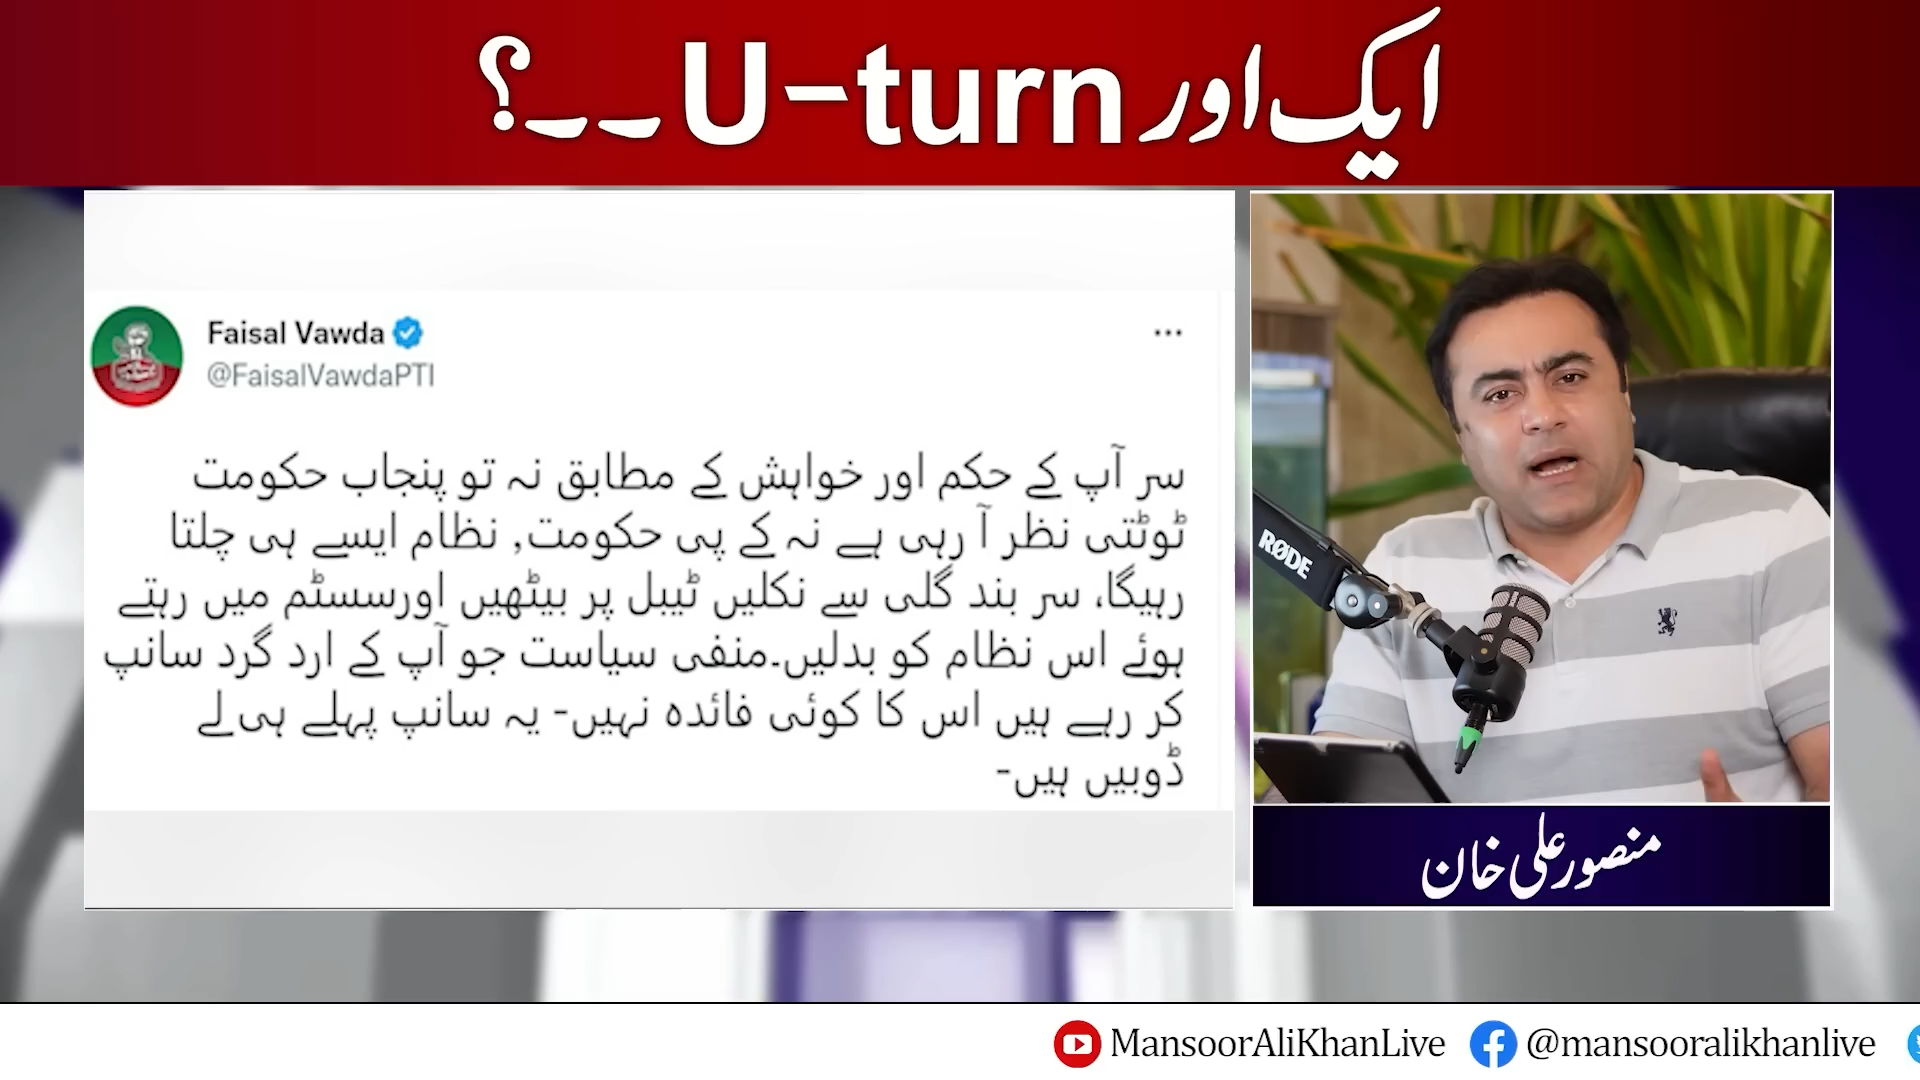 ایک اور U-turn۔۔؟
Faisal Vawda
@FaisalVawdaPTI
سر آپ کے حکم اور خواہش کے مطابق نہ تو پنجاب حکومت
ٹوٹتی نظر آ رہی ہے نہ کے پی حکومت, نظام ایسے ہی چلتا
رہیگا، سر بند گلی سے نکلیں ٹیبل پر بیٹھیں اورسسٹم میں رہتے
ہوئے اس نظام کو بدلیں۔منفی سیاست جو آپ کے ارد گرد سانپ
کر رہے ہیں اس کا کوئی فائدہ نہیں- یہ سانپ پہلے ہی لے
ڈوبیں ہیں-
RØDE
منصور علی خان
MansoorAliKhanLive @mansooralikhanlive